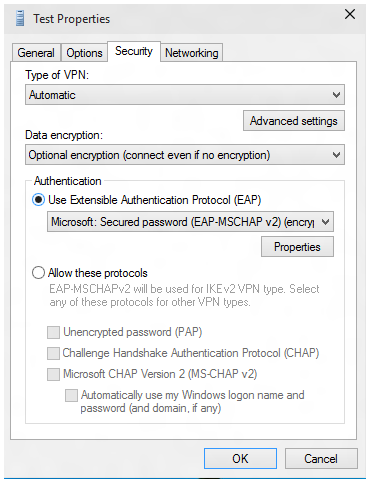 Test Properties
General
Options
Security
Networking
Type of VPN:
Automatic
Advanced settings
Data encryption:
Optional encryption (connect even if no encryption)
Authentication
Use Extensible Authentication Protocol (EAP)
Microsoft: Secured password (EAP-MSCHAP v2) (encryp
Properties
Allow these protocols
EAP-MSCHAPv2 will be used for IKEv2 VPN type. Select
any of these protocols for other VPN types.
Unencrypted password (PAP)
Challenge Handshake Authentication Protocol (CHAP)
Microsoft CHAP Version 2 (MS-CHAP v2)
Automatically use my Windows logon name and
password (and domain, if any)
OK
Cancel